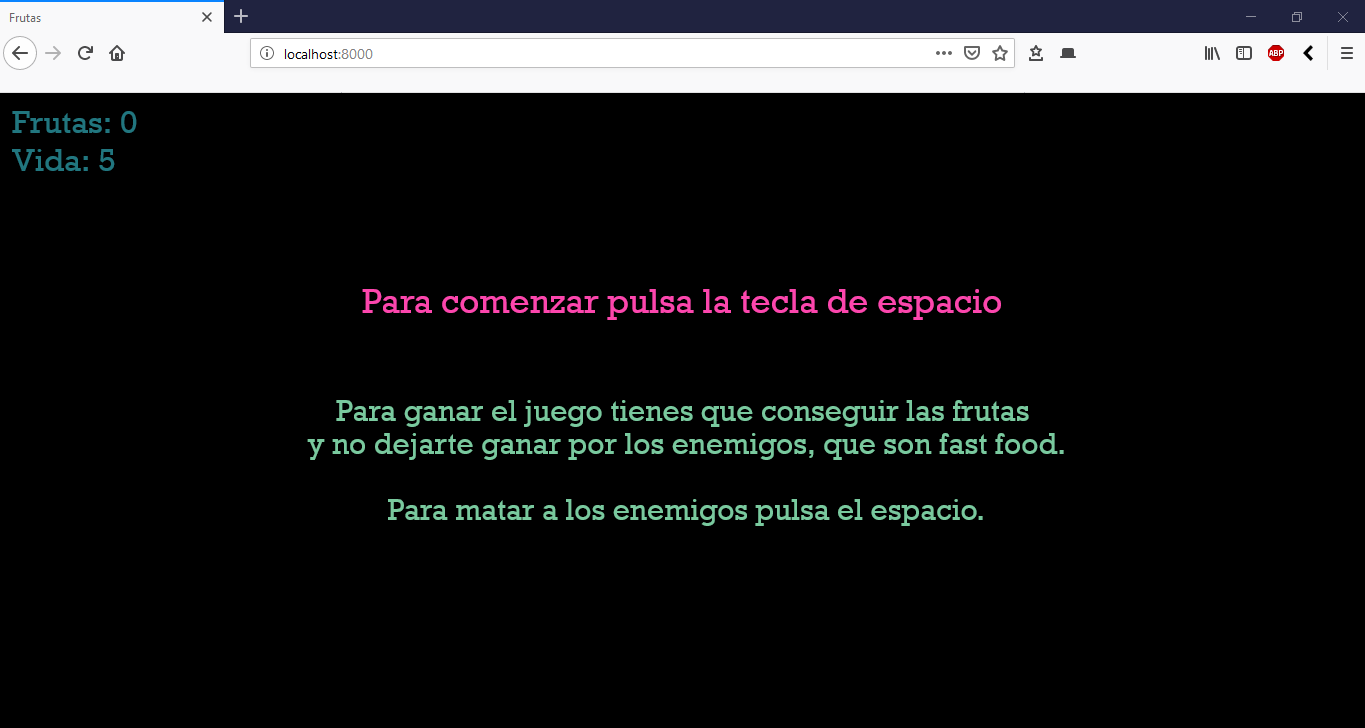 Frutas
localhost:8000
ABP
Frutas: 0
Vida: 5
Para comenzar pulsa la tecla de espacio
Para ganar el juego tienes que conseguir las frutas
y no dejarte ganar por los enemigos, que son fast food.
Para matar a los enemigos pulsa el espacio.